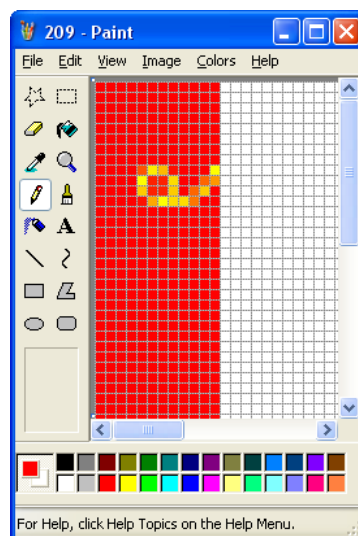 209 - Paint
File Edit View Image Colors Help
A
For Help, click Help Topics on the Help Menu.